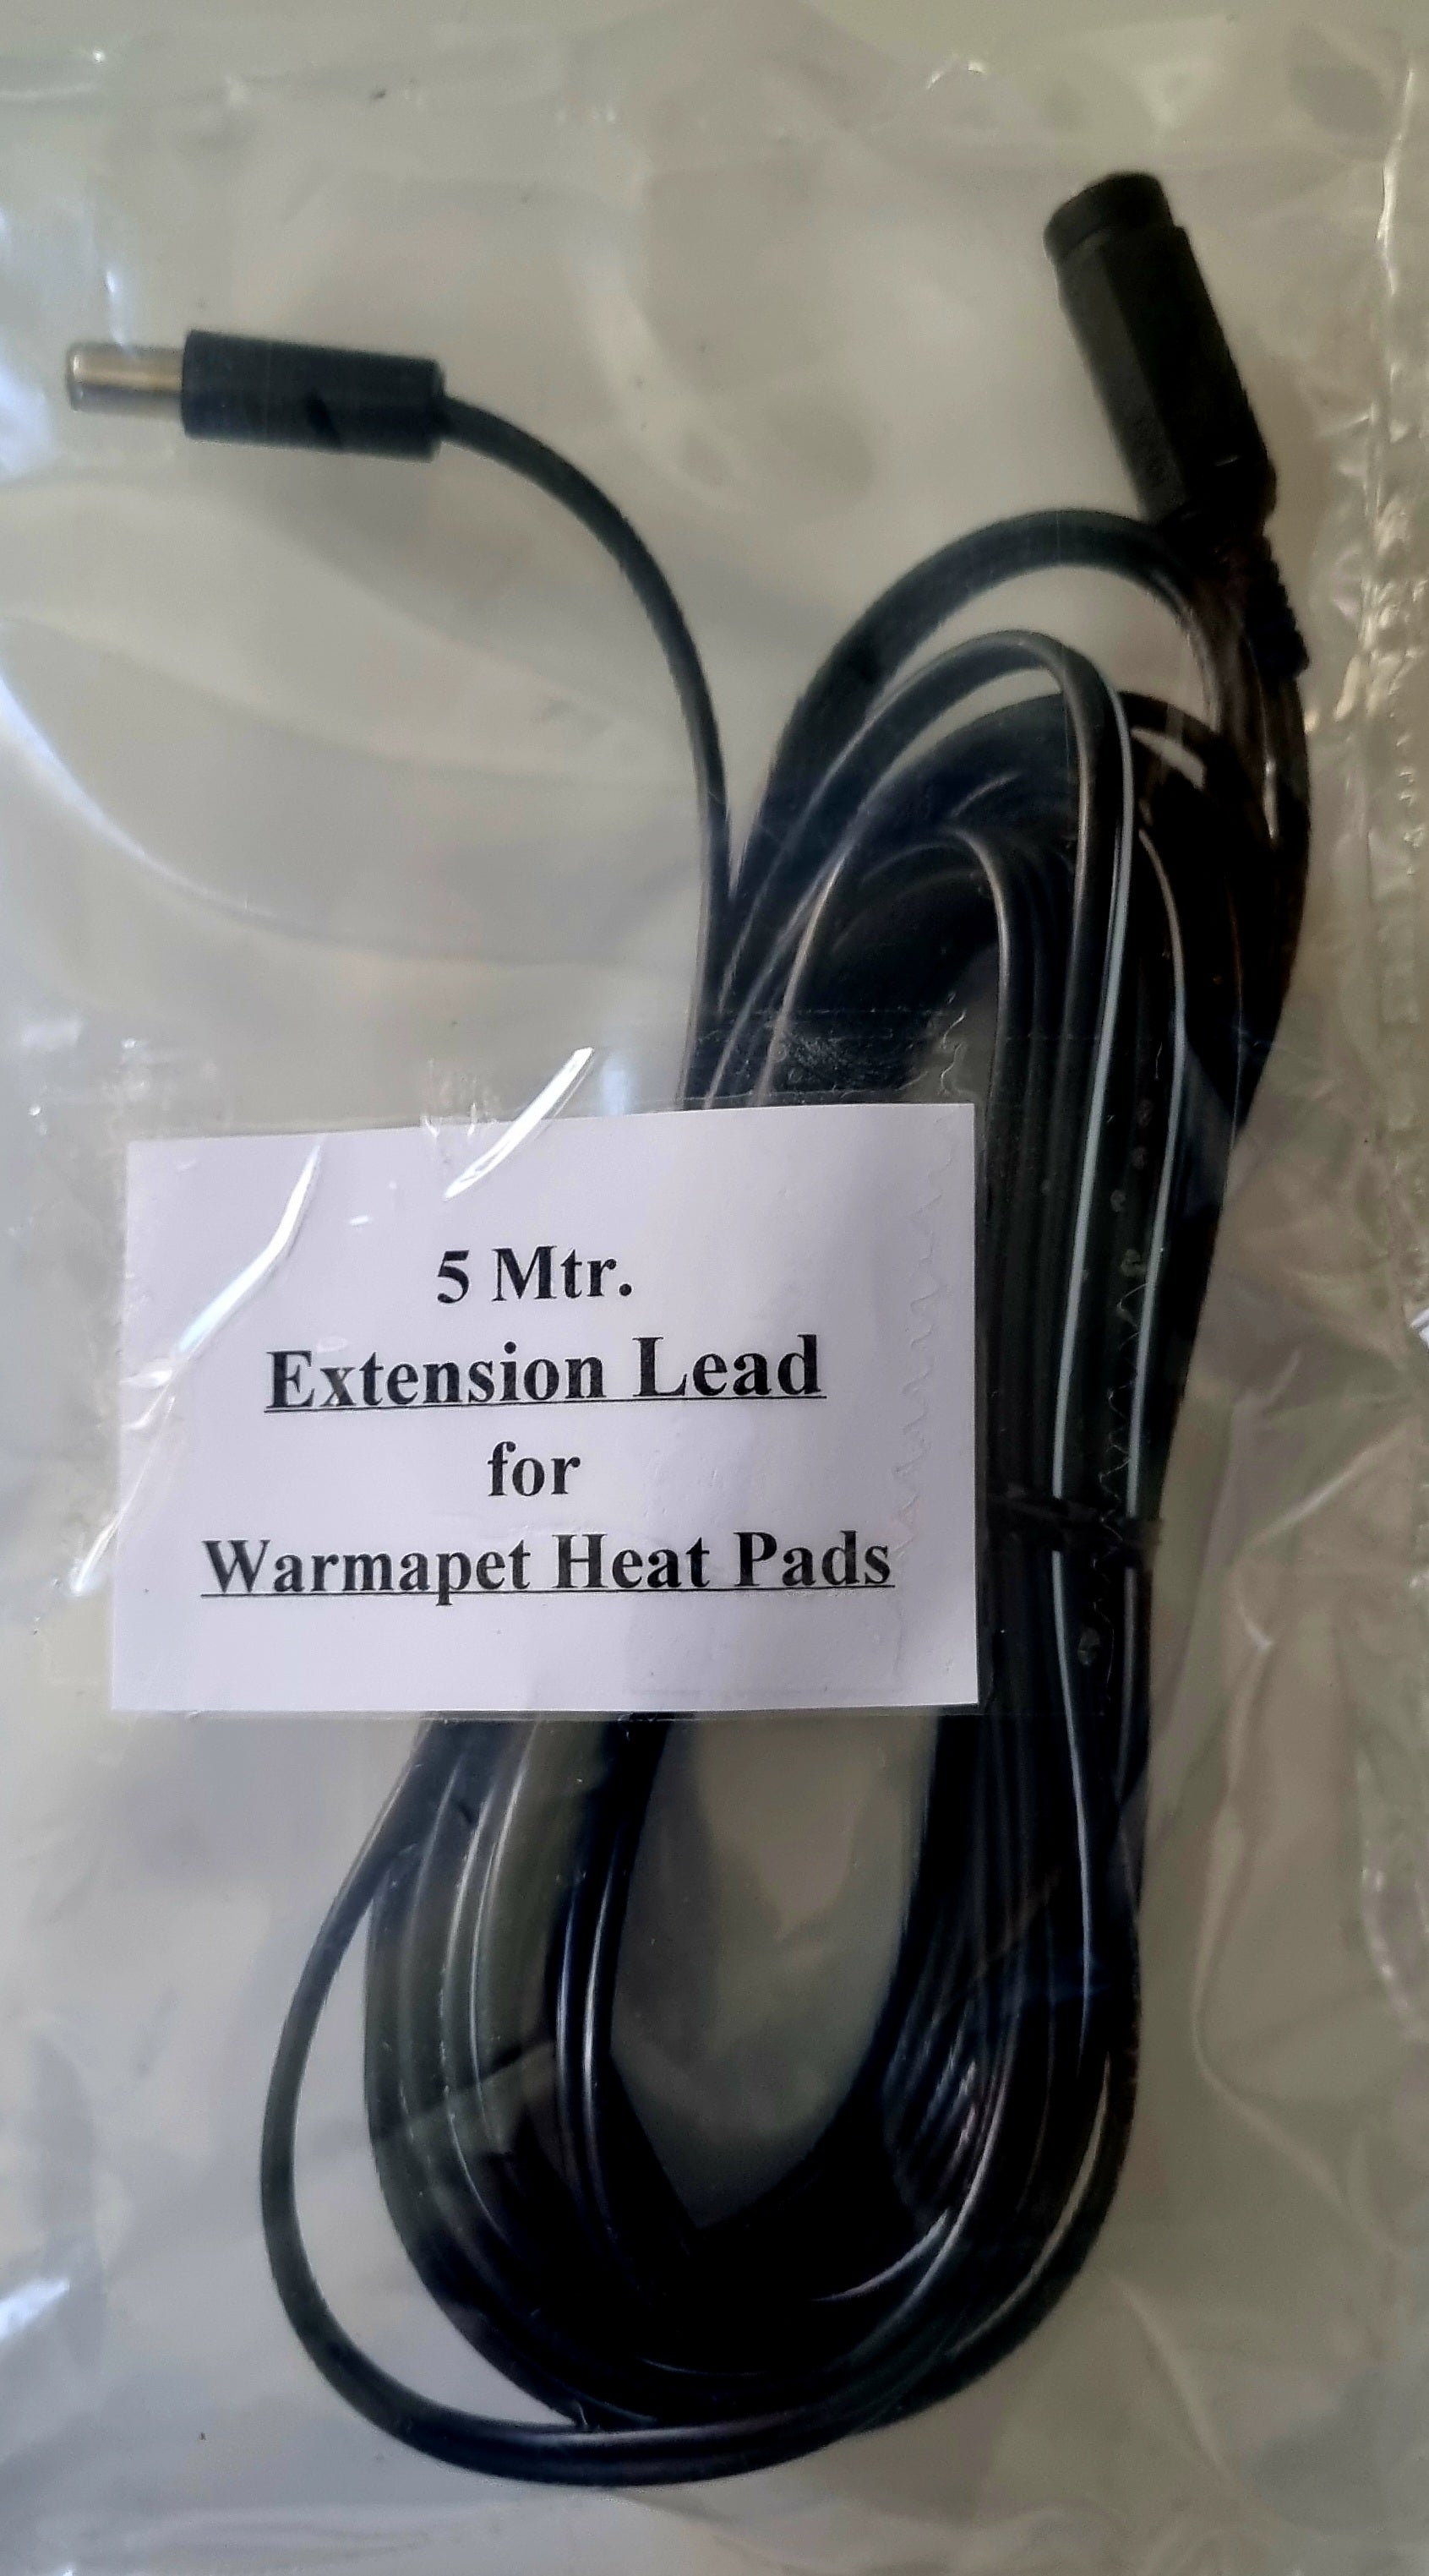 5 Mtr.
Extension Lead
for
Warmapet Heat Pads